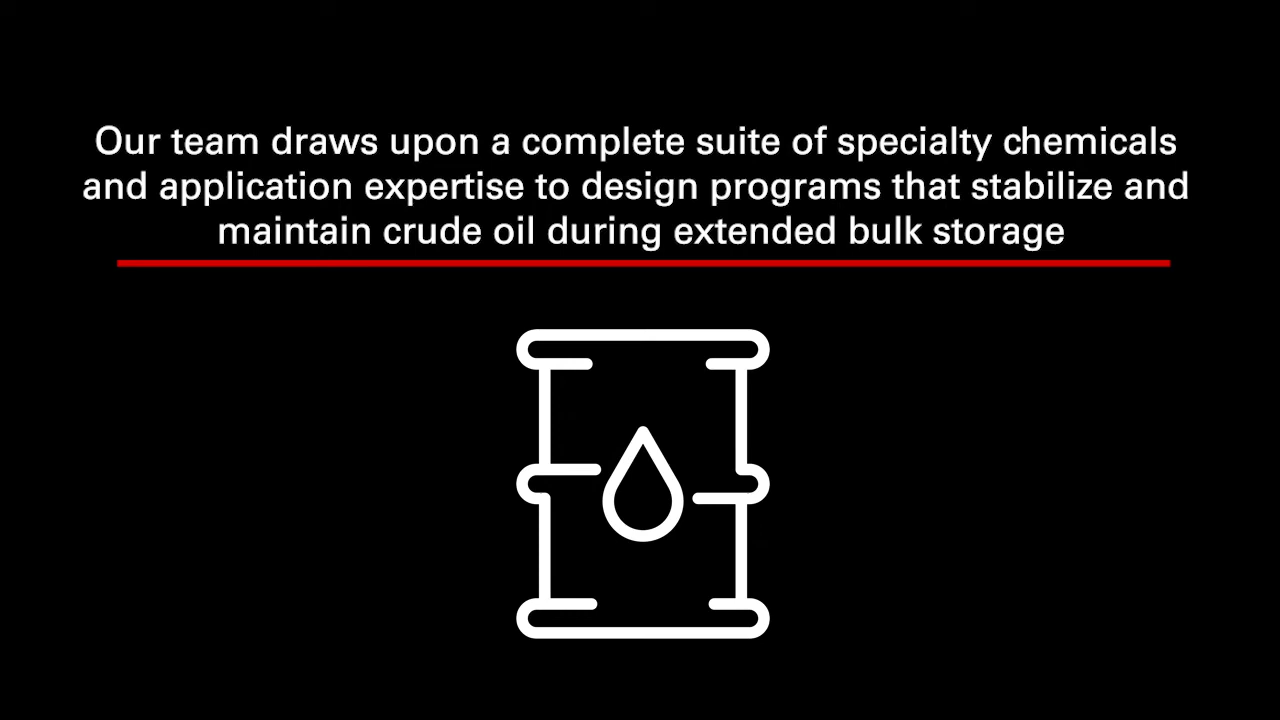 Our team draws upon a complete suite of specialty chemicals
and application expertise to design programs that stabilize and
maintain crude oil during extended bulk storage